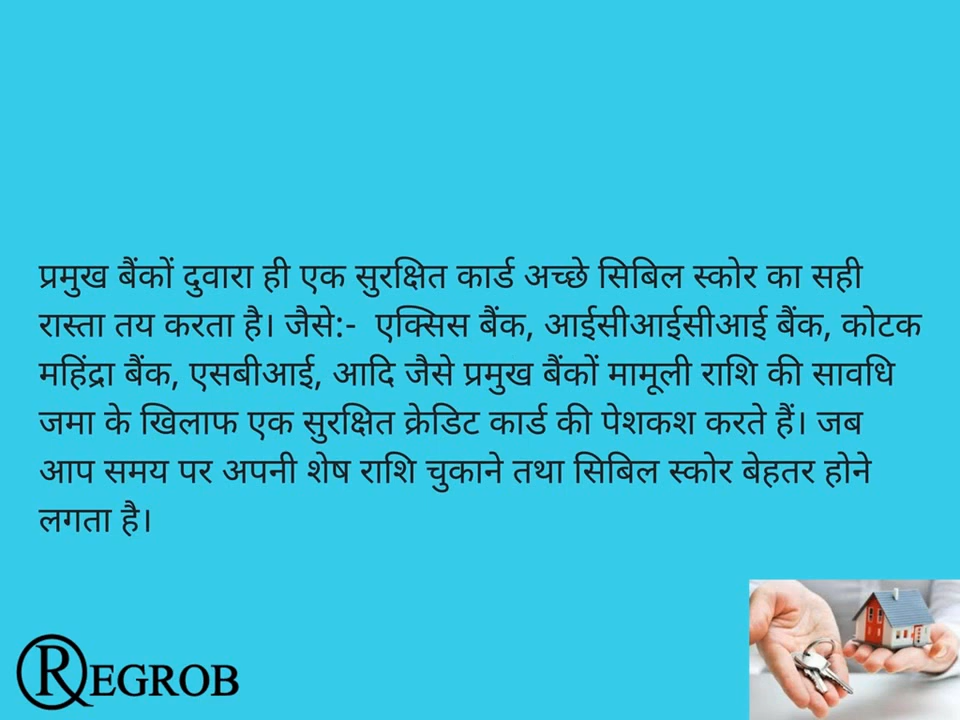 प्रमुख बैंकों दुवारा ही एक सुरक्षित कार्ड अच्छे सिबिल स्कोर का सही
रास्ता तय करता है। जैसे:- एक्सिस बैंक, आईसीआईसीआई बैंक, कोटक
महिंद्रा बैंक, एसबीआई, आदि जैसे प्रमुख बैंकों मामूली राशि की सावधि
जमा के खिलाफ एक सुरक्षित क्रेडिट कार्ड की पेशकश करते हैं। जब
आप समय पर अपनी शेष राशि चुकाने तथा सिबिल स्कोर बेहतर होने
लगता है।
REGROB